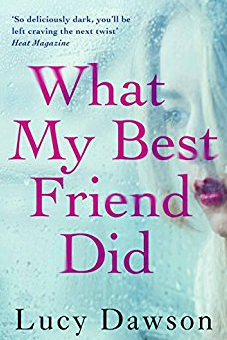 'So deliciously dark, you'll be
left craving the next twist'
Heat Magazine
What
My Best
Friend
Did
Lucy Dawson